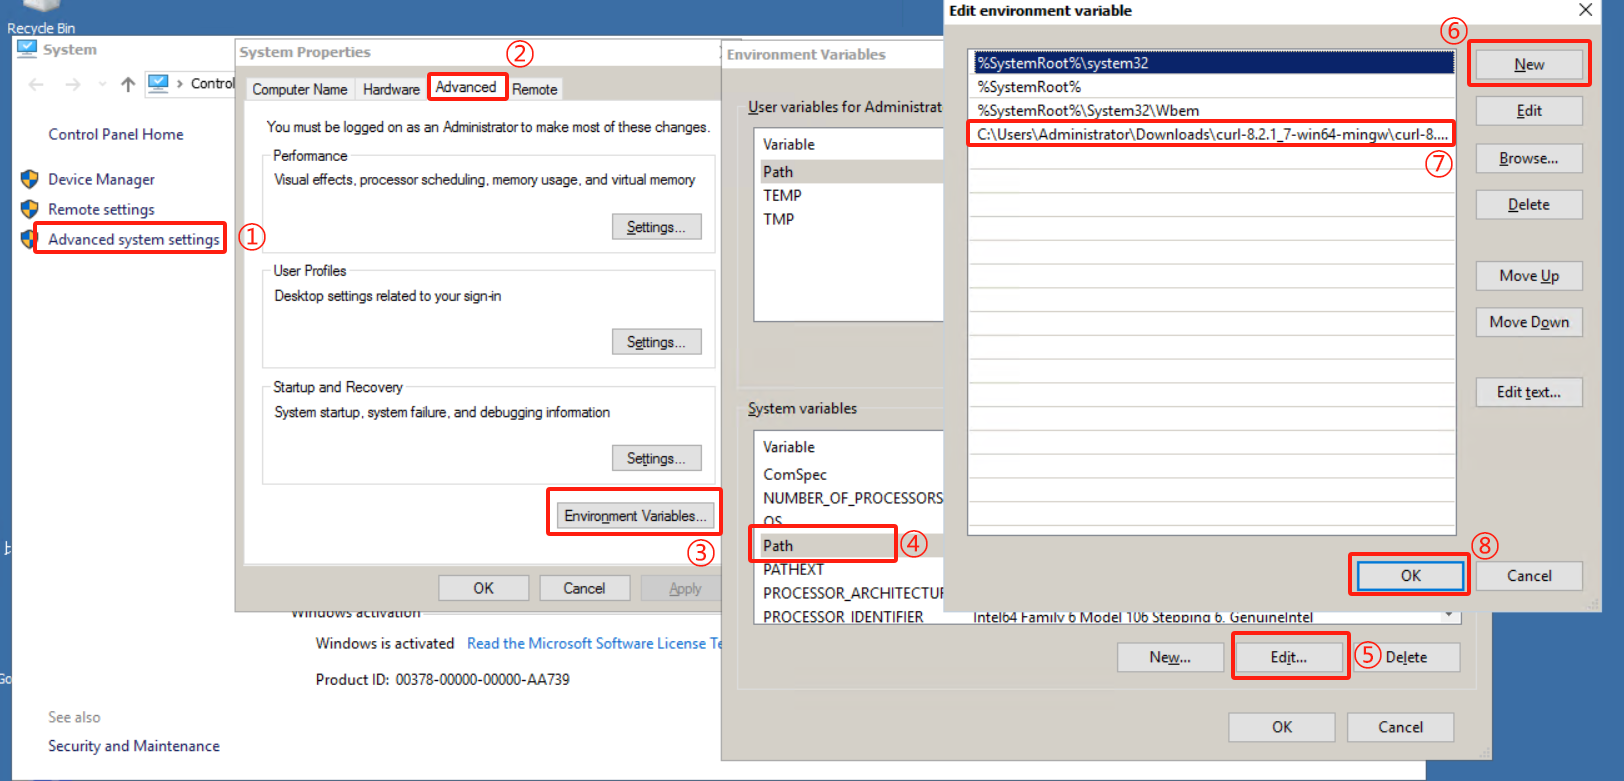 Recycle Bin
System
Control
Control Panel Home
Device Manager
Remote settings
Advanced system settings
①
See also
Security and Maintenance
System Properties
②
Computer Name
Hardware
Advanced
Remote
You must be logged on as an Administrator to make most of these changes.
Performance
Visual effects, processor scheduling, memory usage, and virtual memory
Settings...
User Profiles
Desktop settings related to your sign-in
Settings...
Startup and Recovery
System startup, system failure, and debugging information
Settings...
Environment Variables...
③
OK
Cancel
Apply
Windows activation
Windows is activated
Read the Microsoft Software License Te
Product ID: 00378-00000-00000-AA739
Environment Variables
User variables for Administrat
Variable
Path
TEMP
TMP
System variables
Variable
ComSpec
NUMBER_OF_PROCESSORS
OS
Path
④
PATHEXT
PROCESSOR_ARCHITECTUR
PROCESSOR_IDENTIFIER
Intel64 Family 6 Model 106 Stepping 6, GenuineIntel
New...
Edit...
⑤
Delete
OK
Cancel
Edit environment variable
⑥
%SystemRoot%\system32
%SystemRoot%
%SystemRoot%\System32\Wbem
C:\Users\Administrator\Downloads\curl-8.2.1_7-win64-mingw\curl-8....
⑦
New
Edit
Browse...
Delete
Move Up
Move Down
Edit text...
⑧
OK
Cancel